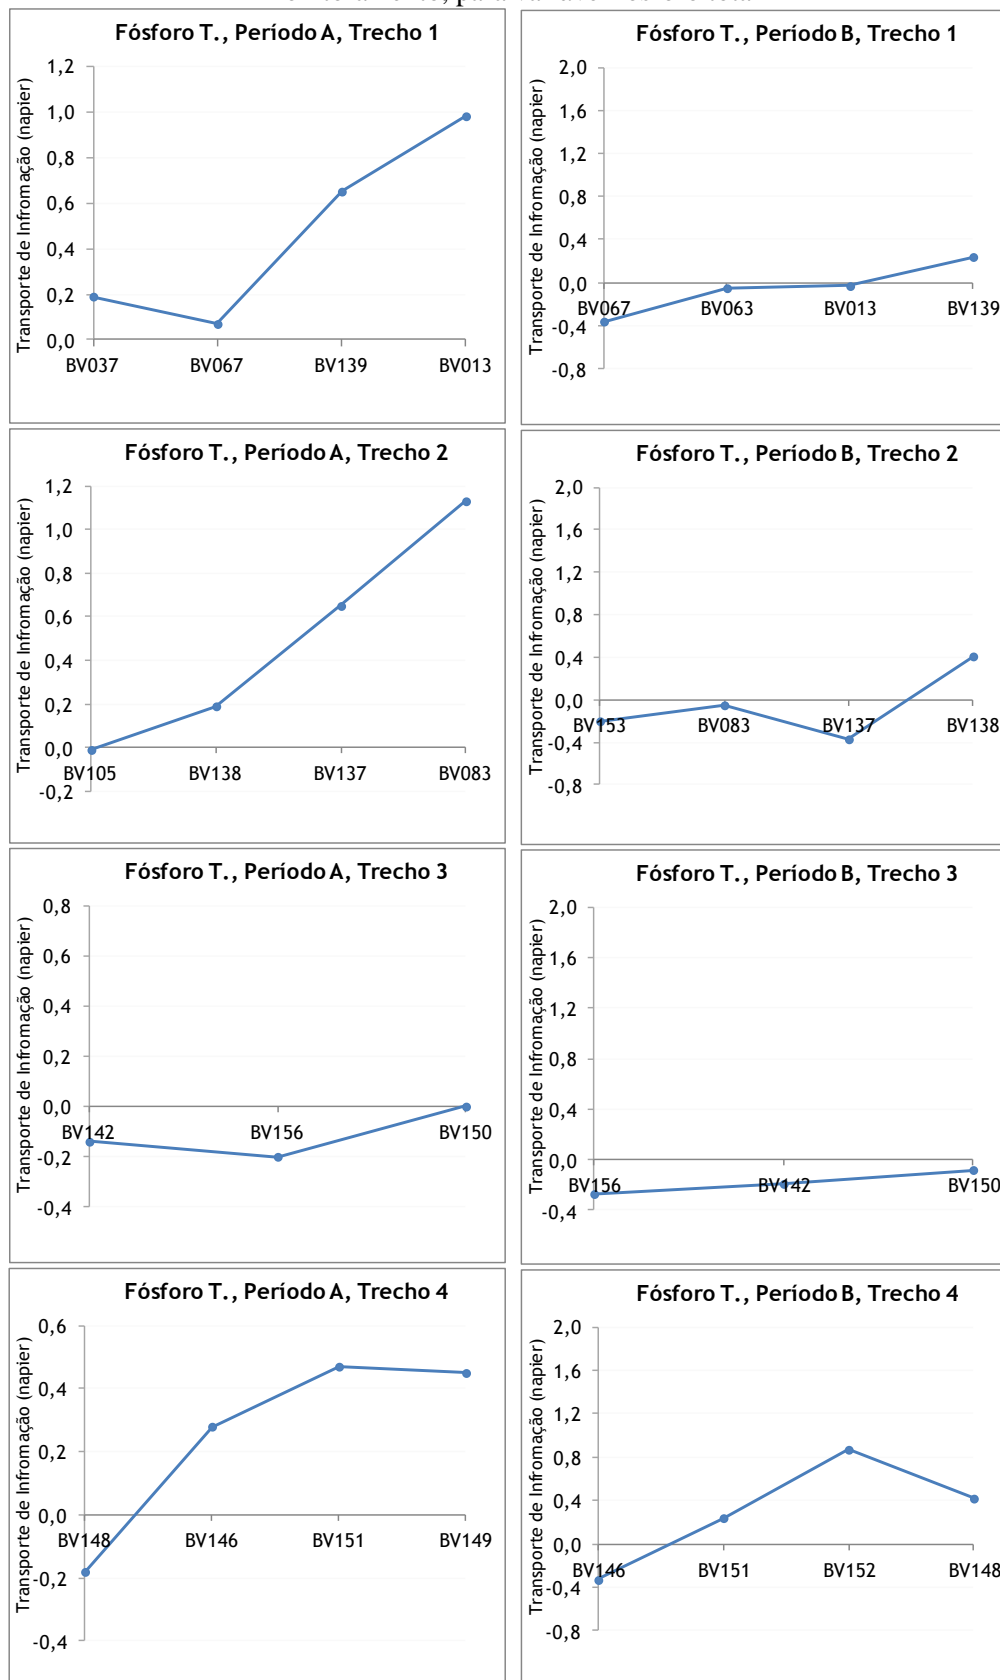 Fósforo T., Período A, Trecho 1
Transporte de Infromação (napier)
1,2
1,0
0,8
0,6
0,4
0,2
0,0
BV037 BV067 BV139 BV013
Fósforo T., Período B, Trecho 1
Transporte de Infromação (napier)
2,0
1,6
1,2
0,8
0,4
0,0
-0,4
-0,8
BV067 BV063 BV013 BV139
Fósforo T., Período A, Trecho 2
Transporte de Infromação (napier)
1,2
1,0
0,8
0,6
0,4
0,2
0,0
-0,2
BV105 BV138 BV137 BV083
Fósforo T., Período B, Trecho 2
Transporte de Infromação (napier)
2,0
1,6
1,2
0,8
0,4
0,0
-0,4
-0,8
BV153 BV083 BV137 BV138
Fósforo T., Período A, Trecho 3
Transporte de Infromação (napier)
0,8
0,6
0,4
0,2
0,0
-0,2
-0,4
BV142 BV156 BV150
Fósforo T., Período B, Trecho 3
Transporte de Infromação (napier)
2,0
1,6
1,2
0,8
0,4
0,0
-0,4
BV156 BV142 BV150
Fósforo T., Período A, Trecho 4
Transporte de Infromação (napier)
0,6
0,4
0,2
0,0
-0,2
-0,4
BV148 BV146 BV151 BV149
Fósforo T., Período B, Trecho 4
Transporte de Infromação (napier)
2,0
1,6
1,2
0,8
0,4
0,0
-0,4
-0,8
BV146 BV151 BV152 BV148